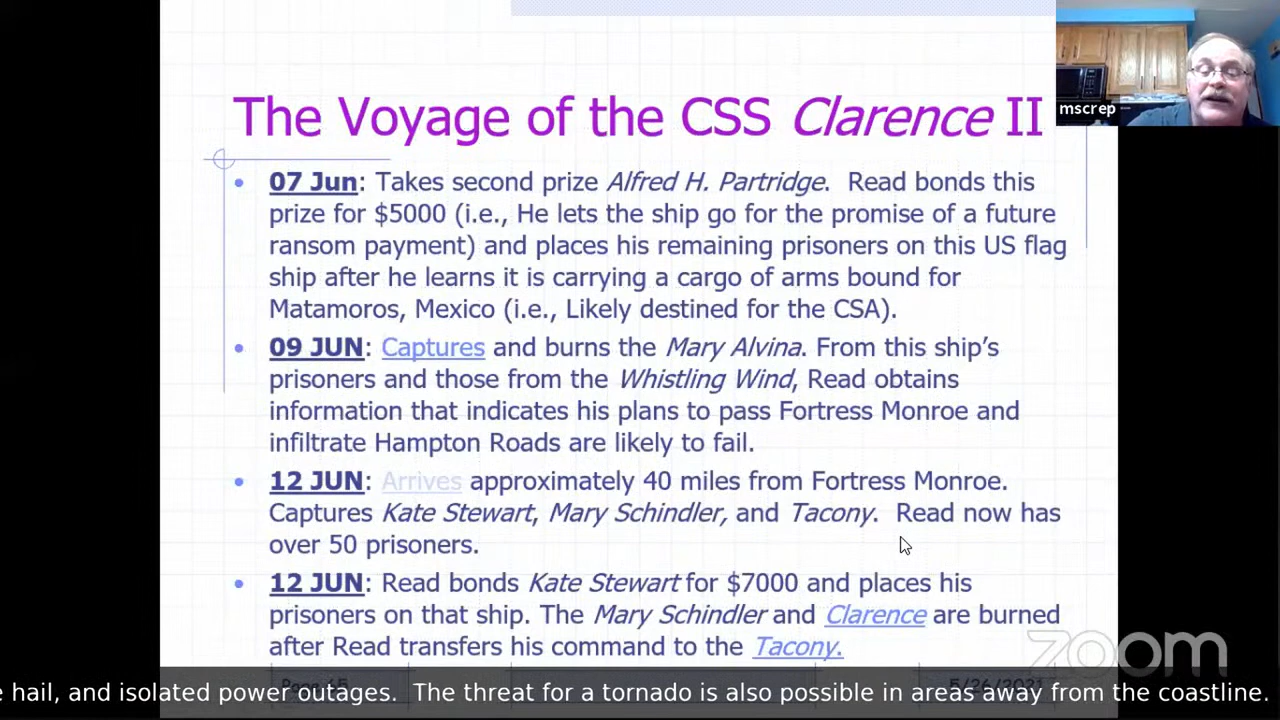 The Voyage of the CSS Clarence II
mscrep
• 07 Jun: Takes second prize Alfred H. Partridge.  Read bonds this
prize for $5000 (i.e., He lets the ship go for the promise of a future
ransom payment) and places his remaining prisoners on this US flag
ship after he learns it is carrying a cargo of arms bound for
Matamoros, Mexico (i.e., Likely destined for the CSA).
• 09 JUN: Captures and burns the Mary Alvina. From this ship’s
prisoners and those from the Whistling Wind, Read obtains
information that indicates his plans to pass Fortress Monroe and
infiltrate Hampton Roads are likely to fail.
• 12 JUN: Arrives approximately 40 miles from Fortress Monroe.
Captures Kate Stewart, Mary Schindler, and Tacony.  Read now has
over 50 prisoners.
• 12 JUN: Read bonds Kate Stewart for $7000 and places his
prisoners on that ship. The Mary Schindler and Clarence are burned
after Read transfers his command to the Tacony.
zoom
e hail, and isolated power outages.  The threat for a tornado is also possible in areas away from the coastline.